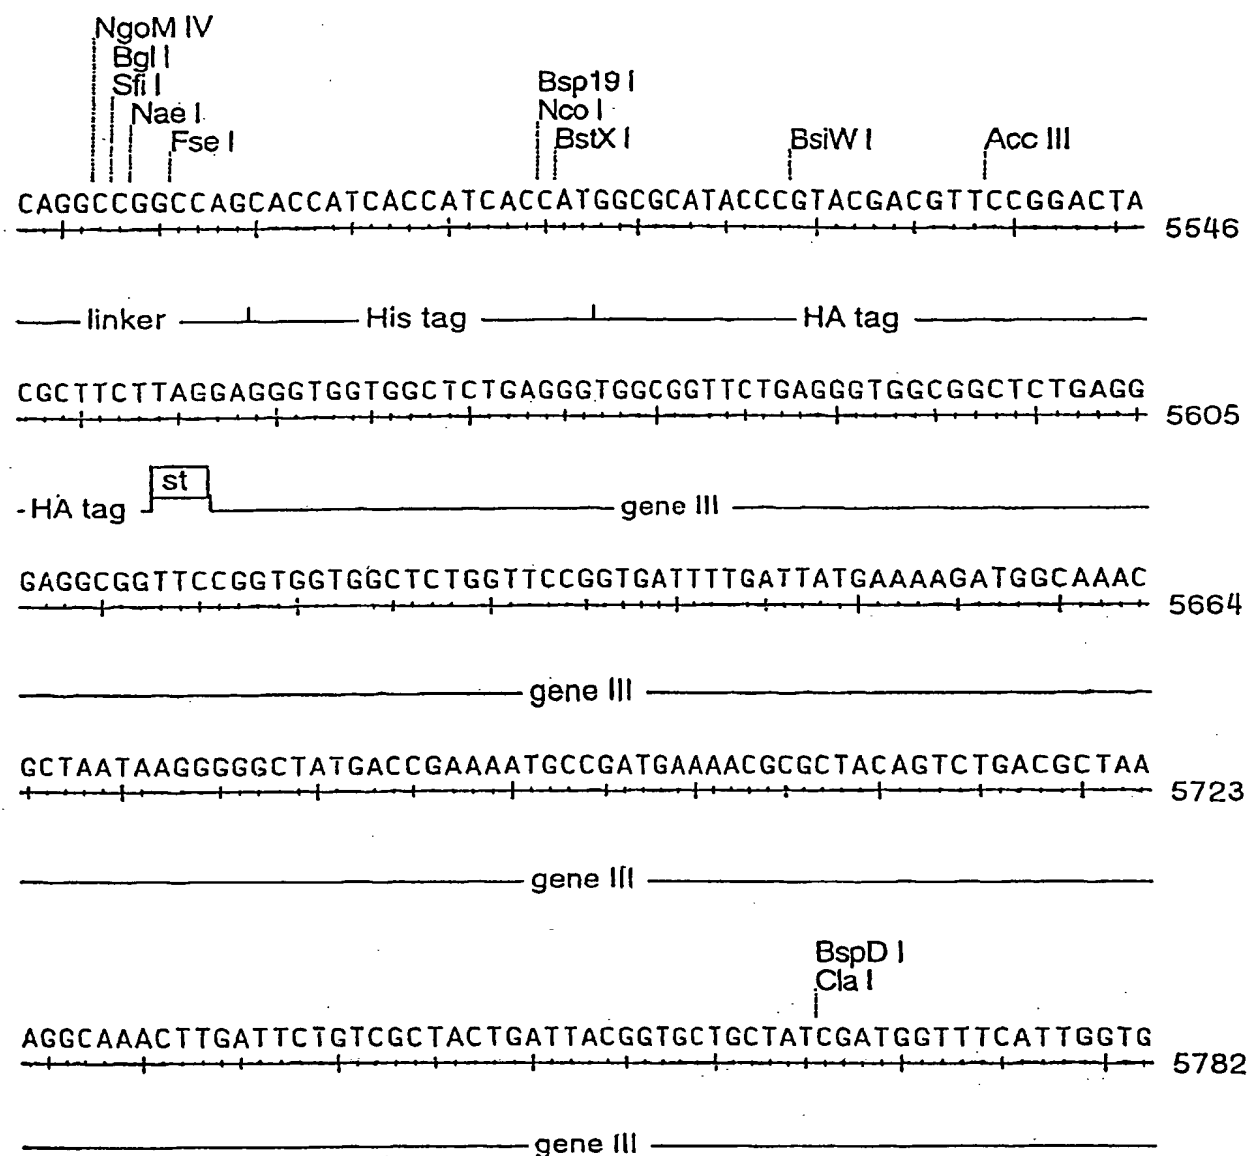 NgoM IV
Bgl I
Sfi I
Nae I
Fse I
Bsp19 I
Nco I
BstX I
BsiW I
Acc III
CAGGCCGGCCAGCACCATCACCATCACCATGGCGCATACCCGTACGACGTTCCGGACTA 5546
linker His tag HA tag
CGCTTCTTAGGAGGGTGGTGGCTCTGAGGGTGGCGGTTCTGAGGGTGGCGGCTCTGAGG 5605
HA tag st gene III
GAGGCGGTTCCGGTGGTGGCTCTGGTTCCGGTGATTTTGATTATGAAAAGATGGCAAAC 5664
gene III
GCTAATAAGGGGGCTATGACCGAAAATGCCGATGAAAACGCGCTACAGTCTGACGCTAA 5723
gene III
BspD I
Cla I
AGGCAAACTTGATTCTGTCGCTACTGATTACGGTGCTGCTATCGATGGTTTCATTGGTG 5782
gene III